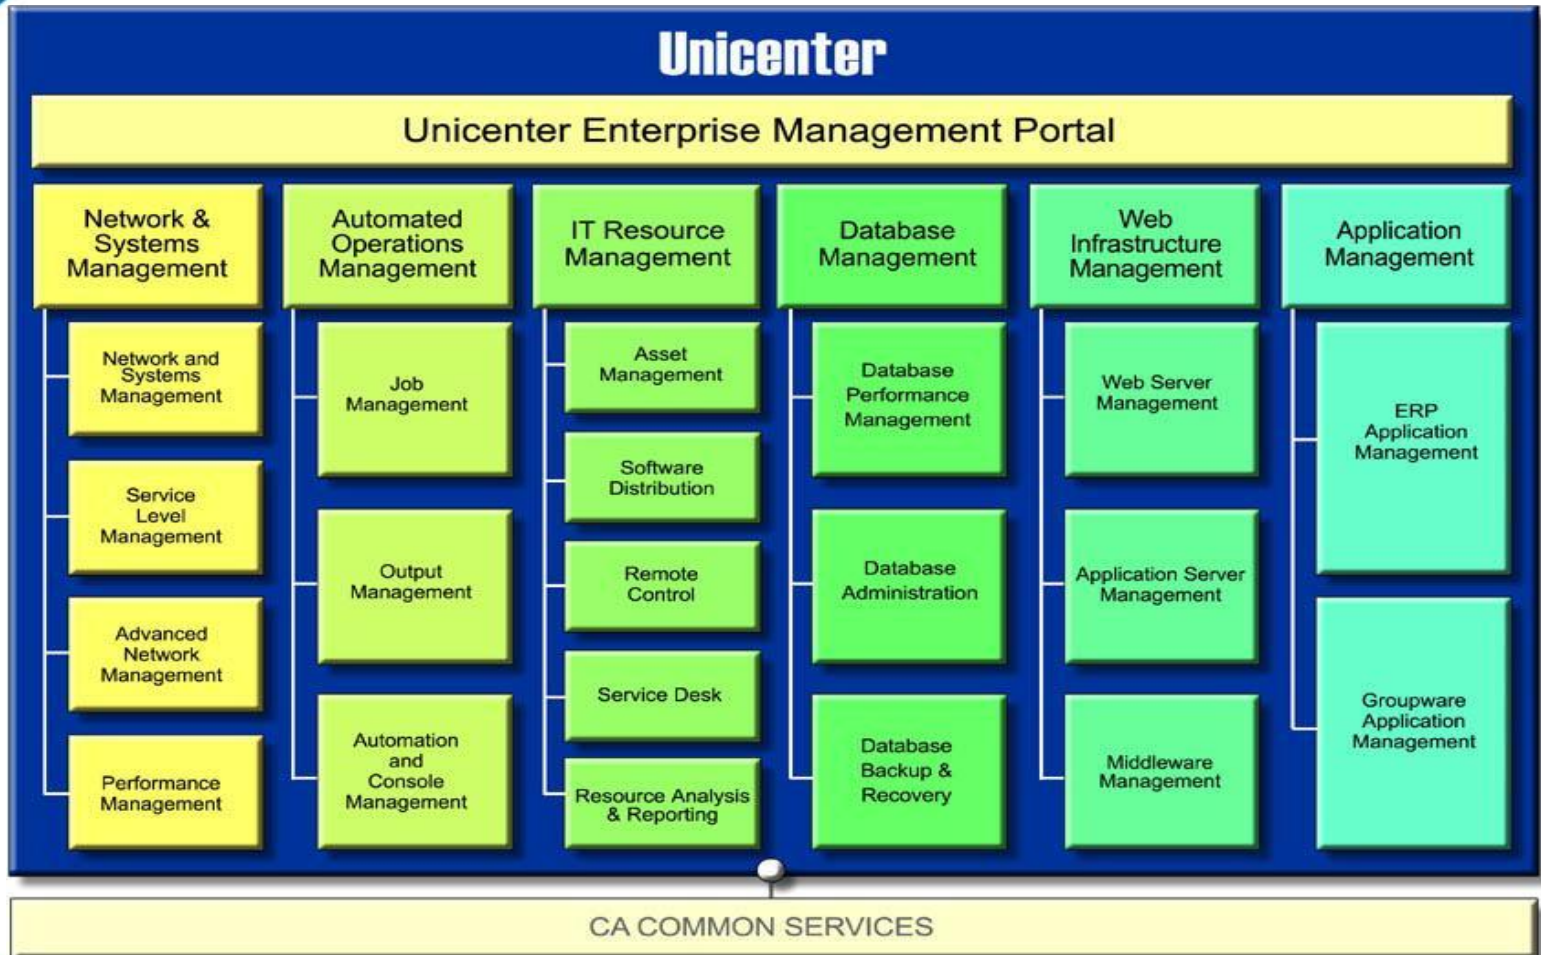 Unicenter
Unicenter Enterprise Management Portal
Network &
Systems
Management
Network and
Systems
Management
Service
Level
Management
Advanced
Network
Management
Performance
Management
Automated
Operations
Management
Job
Management
Output
Management
Automation
and
Console
Management
IT Resource
Management
Asset
Management
Software
Distribution
Remote
Control
Service Desk
Resource Analysis
& Reporting
Database
Management
Database
Performance
Management
Database
Administration
Database
Backup &
Recovery
Web
Infrastructure
Management
Web Server
Management
Application Server
Management
Middleware
Management
Application
Management
ERP
Application
Management
Groupware
Application
Management
CA COMMON SERVICES